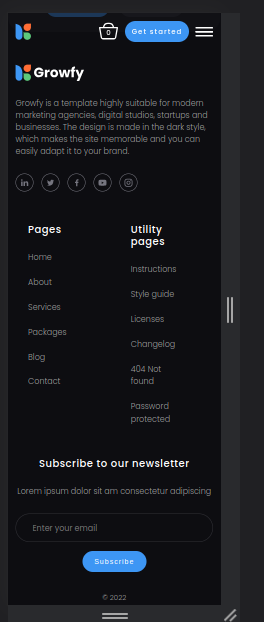 0
Get started
Growfy
Growfy is a template highly suitable for modern
marketing agencies, digital studios, startups and
businesses. The design is made in the dark style,
which makes the site memorable and you can
easily adapt it to your brand.
Pages
Home
About
Services
Packages
Blog
Contact
Utility
pages
Instructions
Style guide
Licenses
Changelog
404 Not
found
Password
protected
Subscribe to our newsletter
Lorem ipsum dolor sit am consectetur adipiscing
Enter your email
Subscribe
© 2022